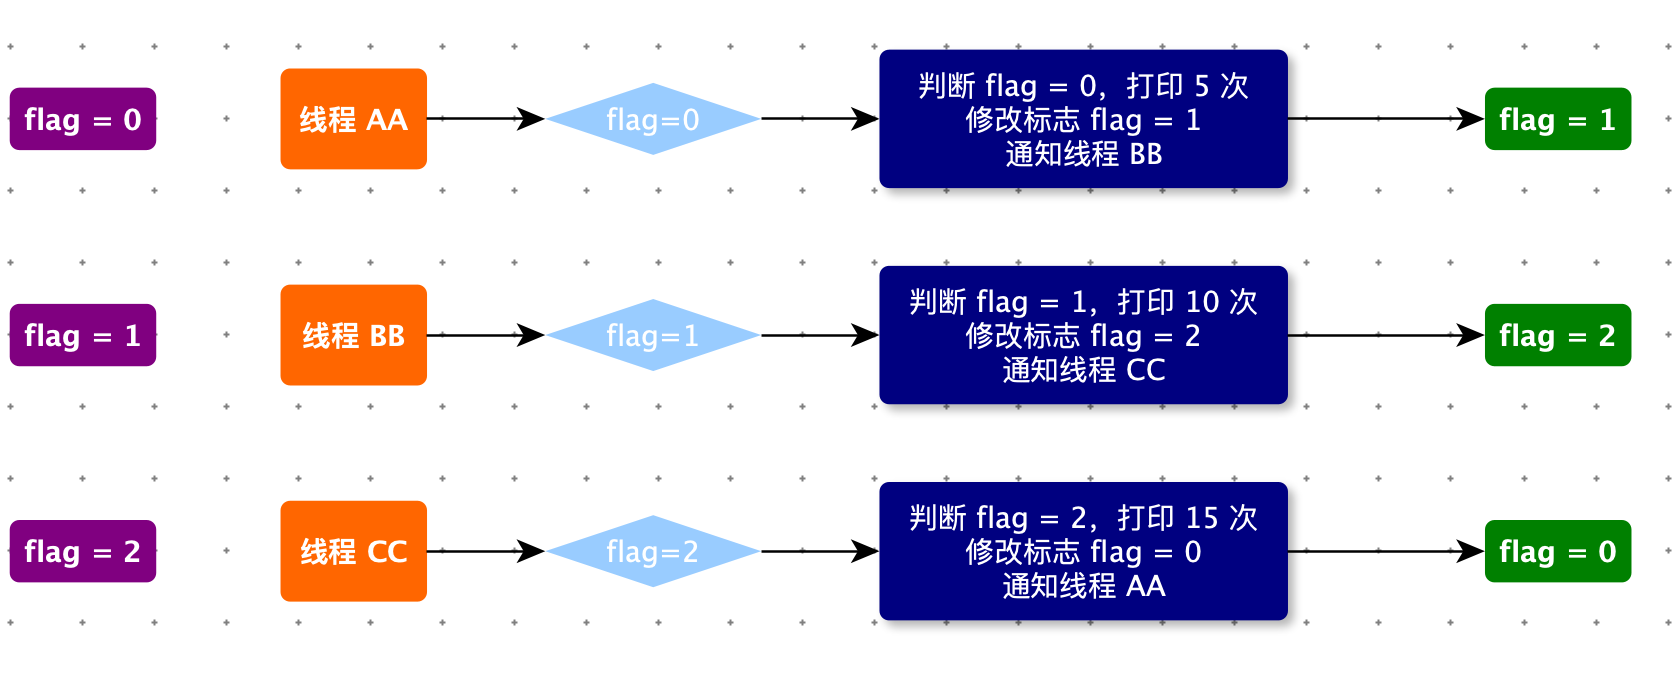 flag = 0
线程 AA
flag=0
判断 flag = 0，打印 5 次
修改标志 flag = 1
通知线程 BB
flag = 1
flag = 1
线程 BB
flag=1
判断 flag = 1，打印 10 次
修改标志 flag = 2
通知线程 CC
flag = 2
flag = 2
线程 CC
flag=2
判断 flag = 2，打印 15 次
修改标志 flag = 0
通知线程 AA
flag = 0